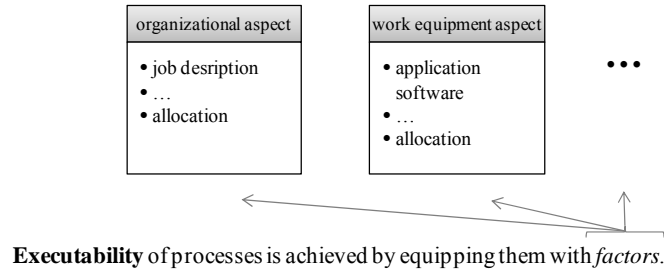 organizational aspect
• job desription
• …
• allocation
work equipment aspect
• application
software
• …
• allocation
•••
Executability of processes is achieved by equipping them with factors.